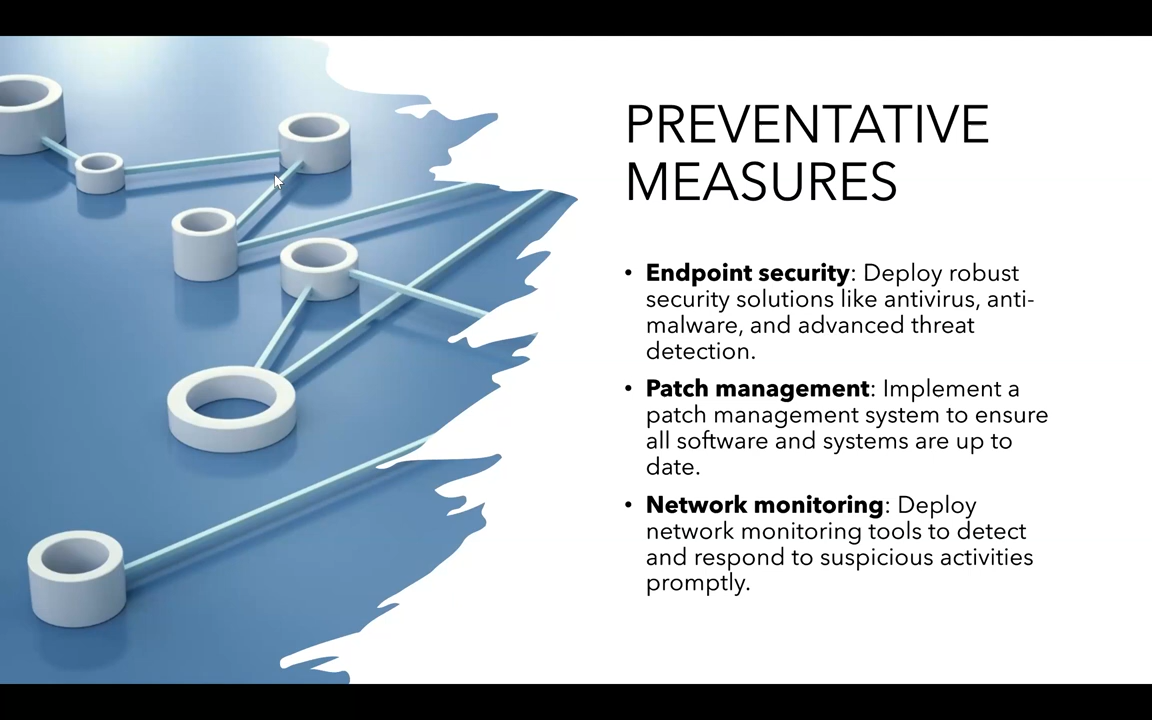 PREVENTATIVE
MEASURES
• Endpoint security: Deploy robust
security solutions like antivirus, anti-
malware, and advanced threat
detection.
• Patch management: Implement a
patch management system to ensure
all software and systems are up to
date.
• Network monitoring: Deploy
network monitoring tools to detect
and respond to suspicious activities
promptly.